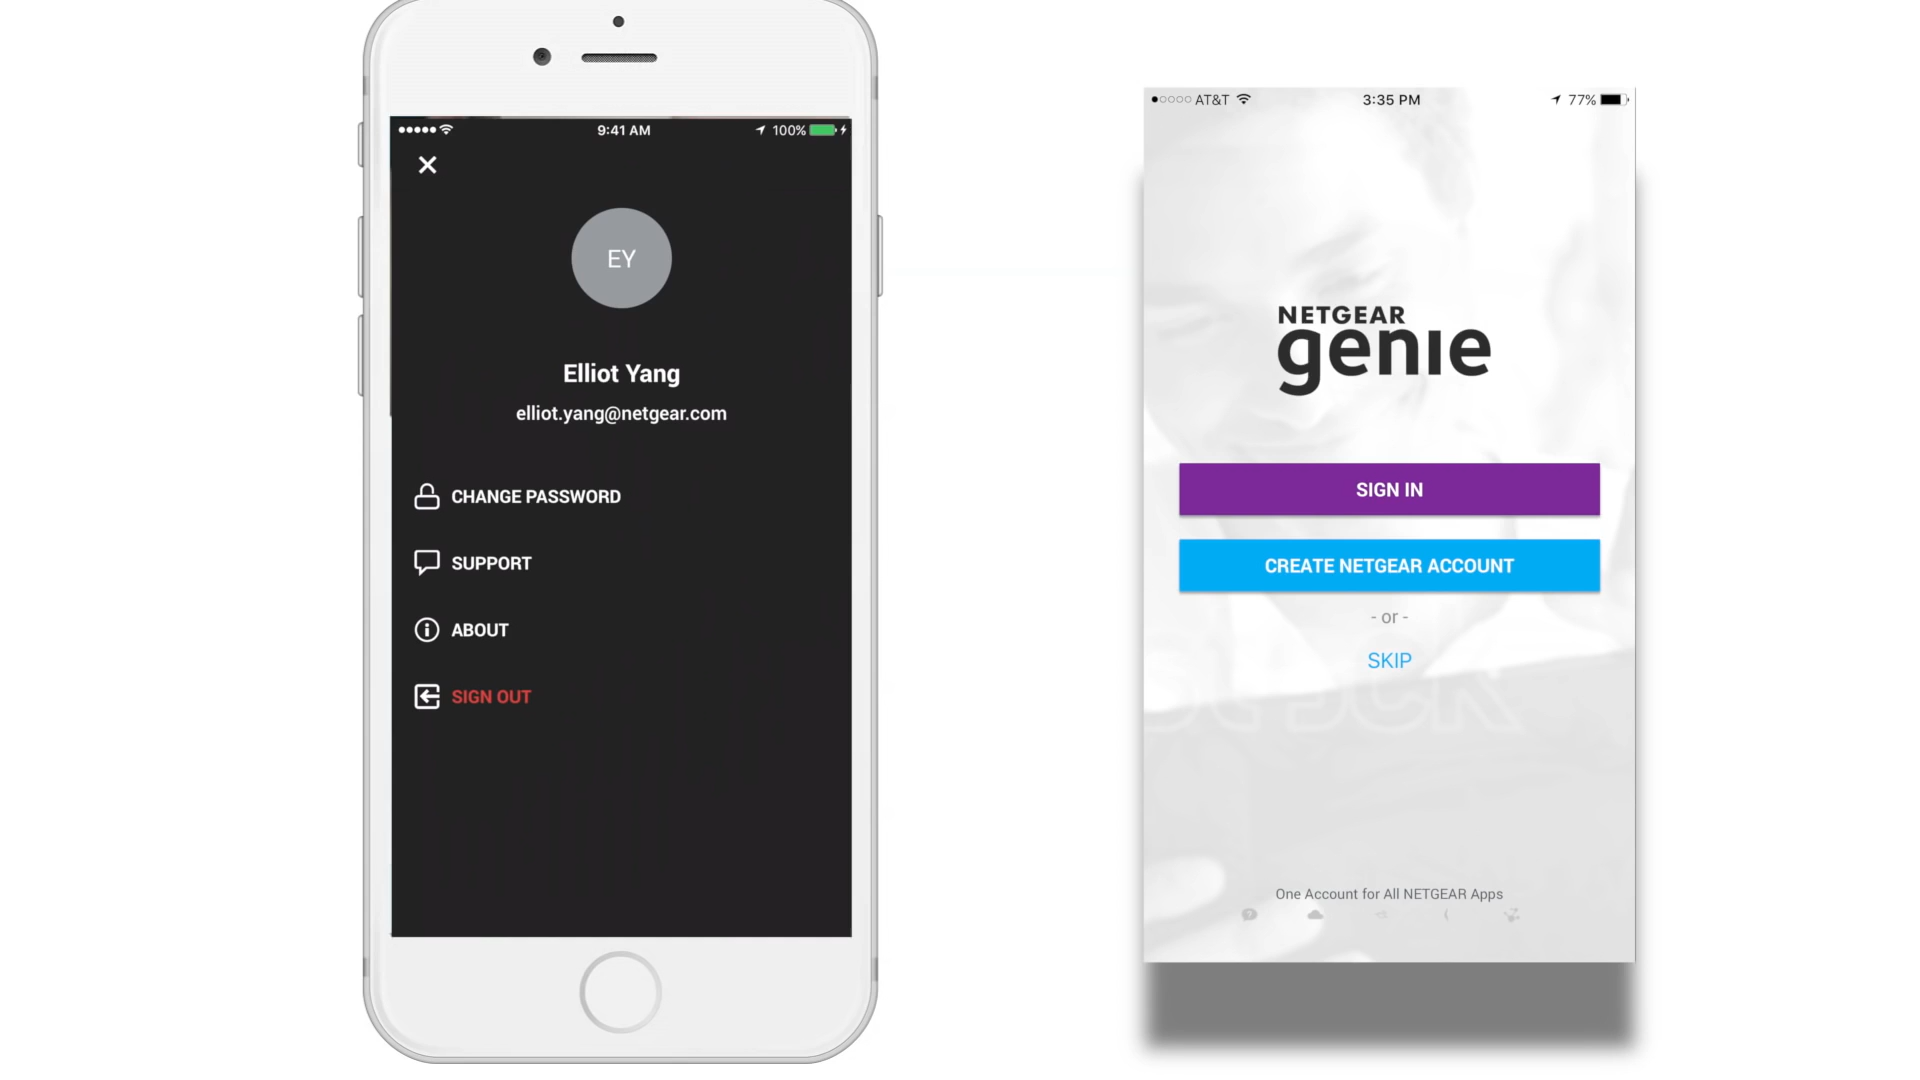 9:41 AM
100%
EY
Elliot Yang
elliot.yang@netgear.com
CHANGE PASSWORD
SUPPORT
ABOUT
SIGN OUT
AT&T
3:35 PM
77%
NETGEAR
genie
SIGN IN
CREATE NETGEAR ACCOUNT
- or -
SKIP
One Account for All NETGEAR Apps